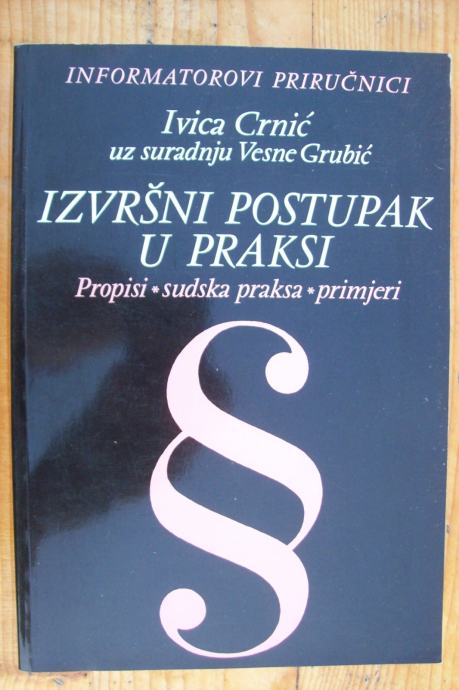 INFORMATOROVI PRIRUČNICI
Ivica Crnić
uz suradnju Vesne Grubić
IZVRŠNI POSTUPAK
U PRAKSI
Propisi * sudska praksa * primjeri
§